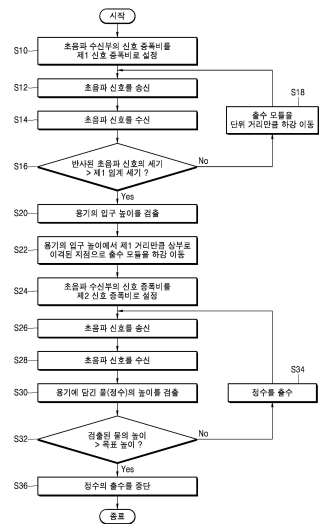 시작
S10
초음파 수신부의 신호 증폭비를
제1 신호 증폭비로 설정
S12
초음파 신호를 송신
S18
출수 모듈을
단위 거리만큼 하강 이동
S14
초음파 신호를 수신
S16
반사된 초음파 신호의 세기
> 제1 임계 세기 ?
No
Yes
S20
용기의 입구 높이를 검출
S22
용기의 입구 높이에서 제1 거리만큼 상부로
이격된 지점으로 출수 모듈을 하강 이동
S24
초음파 수신부의 신호 증폭비를
제2 신호 증폭비로 설정
S26
초음파 신호를 송신
S28
초음파 신호를 수신
S34
정수를 출수
S30
용기에 담긴 물(정수)의 높이를 검출
S32
검출된 물의 높이
> 목표 높이 ?
No
Yes
S36
정수의 출수를 중단
종료